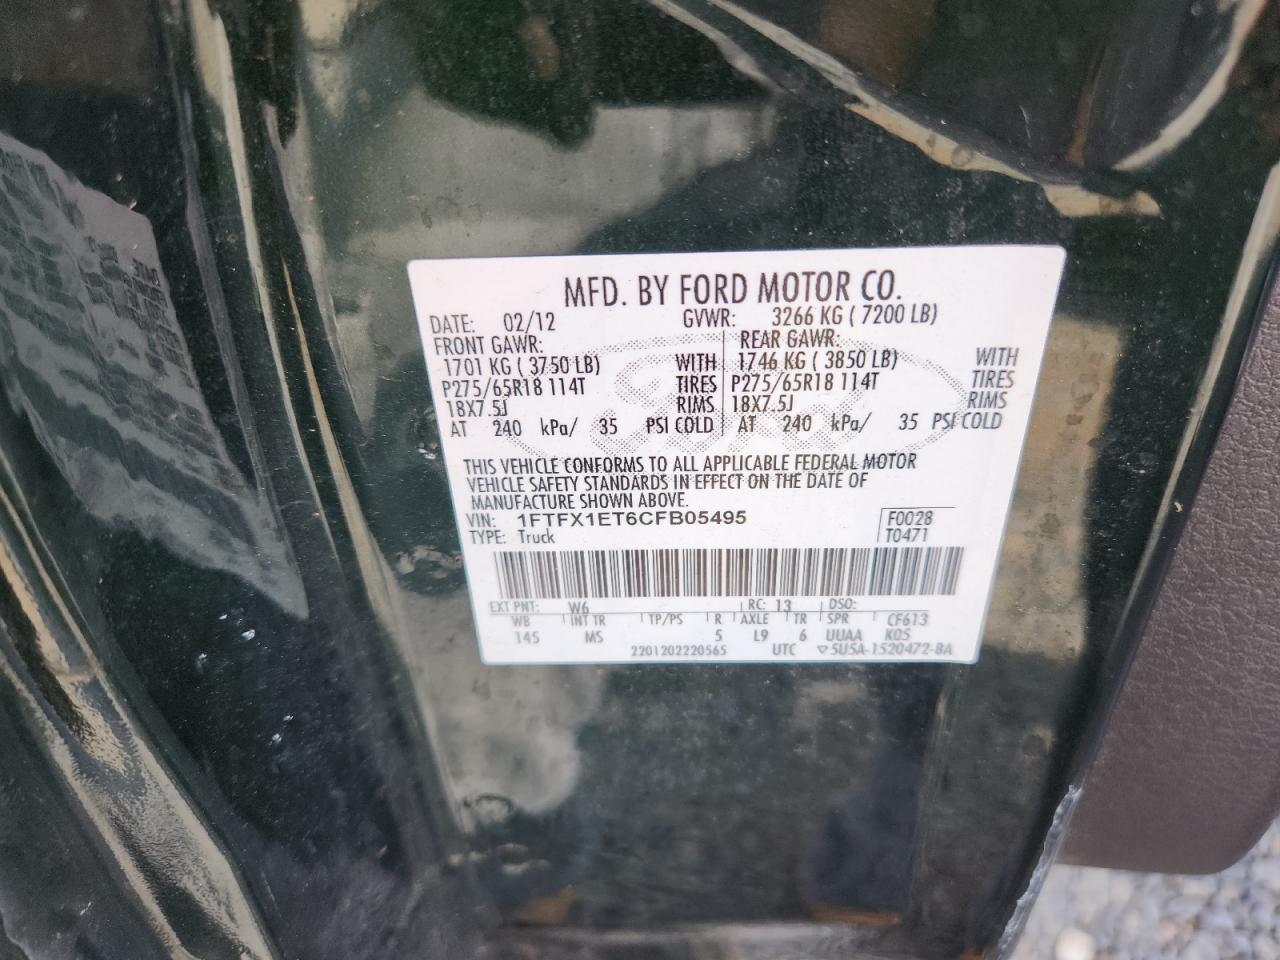 MFD. BY FORD MOTOR CO.
DATE: 02/12 GVWR: 3266 KG ( 7200 LB)
FRONT GAWR: REAR GAWR:
1701 KG ( 3750 LB) WITH 1746 KG ( 3850 LB) WITH
P275/65R18 114T TIRES P275/65R18 114T TIRES
18X7.5J RIMS 18X7.5J RIMS
AT 240 kPa/ 35 PSI COLD AT 240 kPa/ 35 PSI COLD
THIS VEHICLE CONFORMS TO ALL APPLICABLE FEDERAL MOTOR
VEHICLE SAFETY STANDARDS IN EFFECT ON THE DATE OF
MANUFACTURE SHOWN ABOVE.
VIN: 1FTFX1ET6CFB05495 F0028
TYPE: Truck T0471
EXT PNT: W6 RC: 13 DSO:
WB INT TR TP/PS R AXLE TR SPR CF613
145 MS 5 L9 6 UUAA K05
2201202220565 UTC ▽5U5A-1520472-BA